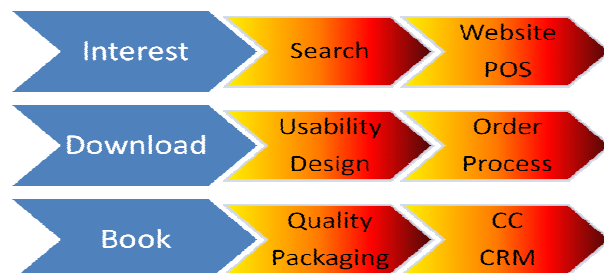 Interest
Search
Website
POS
Download
Usability
Design
Order
Process
Book
Quality
Packaging
CC
CRM